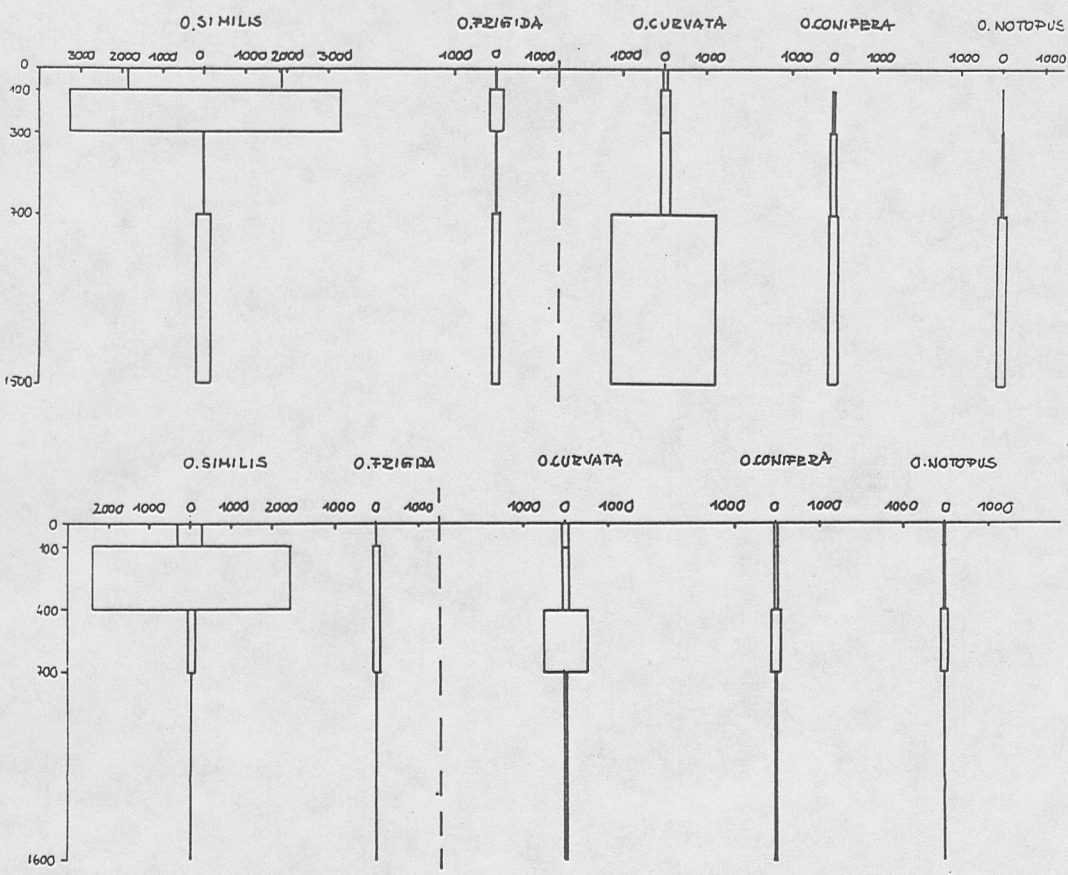 O.SIMILIS O.FRIGIDA O.CURVATA O.CONIFERA O. NOTOPUS
3000 2000 1000 0 1000 2000 3000 1000 0 1000 1000 0 1000 1000 0 1000 1000 0 1000
0
100
300
700
1500
O.SIMILIS O.FRIGIDA O.CURVATA O.CONIFERA O.NOTOPUS
2000 1000 0 1000 2000 1000 0 1000 1000 0 1000 1000 0 1000 1000 0 1000
0
100
400
700
1600